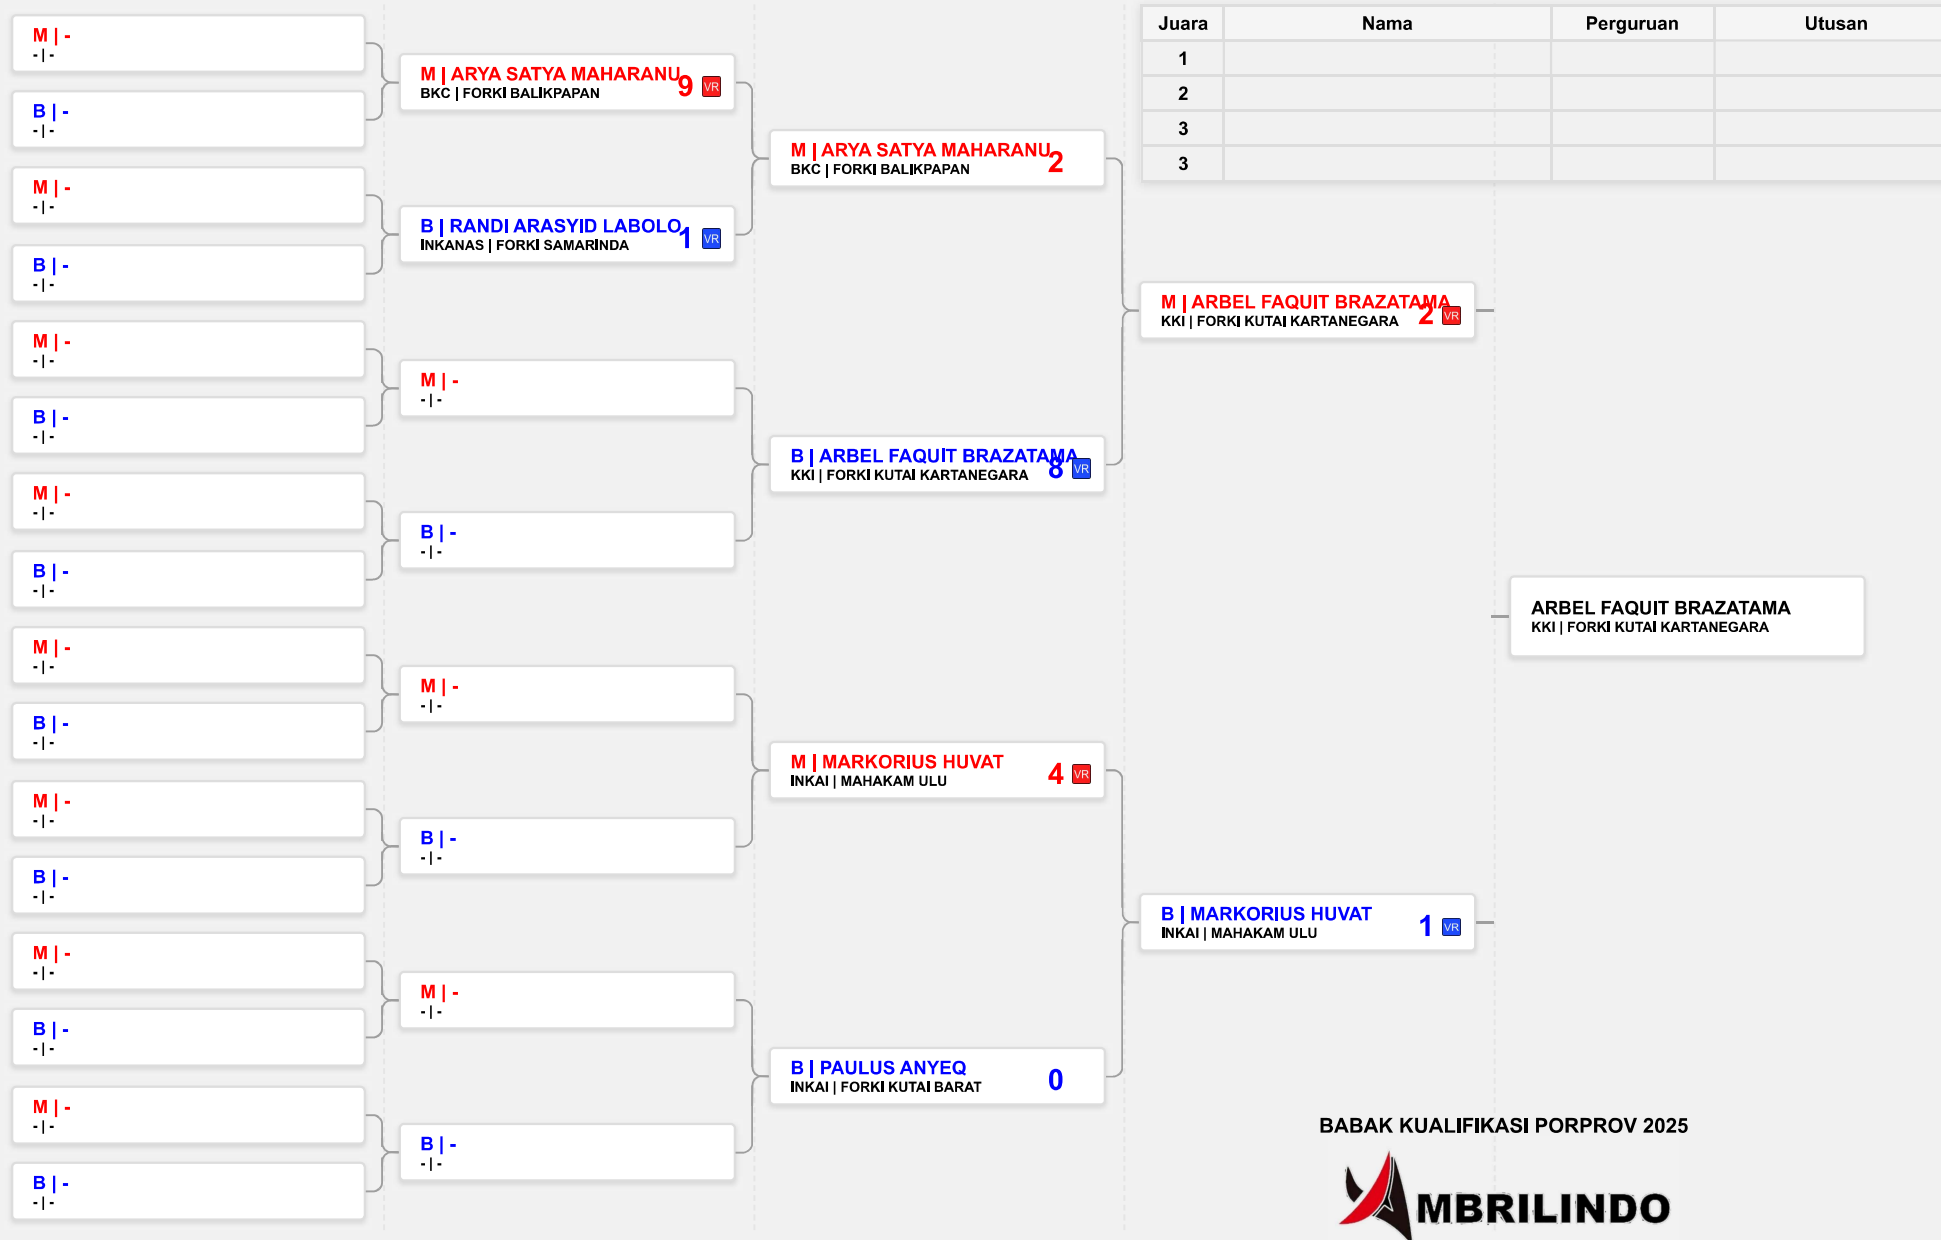 M | -
- | -
B | -
- | -
M | -
- | -
B | -
- | -
M | -
- | -
B | -
- | -
M | -
- | -
B | -
- | -
M | -
- | -
B | -
- | -
M | -
- | -
B | -
- | -
M | -
- | -
B | -
- | -
M | -
- | -
B | -
- | -
M | ARYA SATYA MAHARANU 9 VR
BKC | FORKI BALIKPAPAN
B | RANDI ARASYID LABOLO 1 VR
INKANAS | FORKI SAMARINDA
M | -
- | -
B | -
- | -
M | -
- | -
B | -
- | -
M | -
- | -
B | -
- | -
M | ARYA SATYA MAHARANU 2
BKC | FORKI BALIKPAPAN
B | ARBEL FAQUIT BRAZATAMA 8 VR
KKI | FORKI KUTAI KARTANEGARA
M | MARKORIUS HUVAT 4 VR
INKAI | MAHAKAM ULU
B | PAULUS ANYEQ 0
INKAI | FORKI KUTAI BARAT
Juara Nama Perguruan Utusan
1
2
3
3
M | ARBEL FAQUIT BRAZATAMA 2 VR
KKI | FORKI KUTAI KARTANEGARA
B | MARKORIUS HUVAT 1 VR
INKAI | MAHAKAM ULU
ARBEL FAQUIT BRAZATAMA
KKI | FORKI KUTAI KARTANEGARA
BABAK KUALIFIKASI PORPROV 2025
MBRILINDO